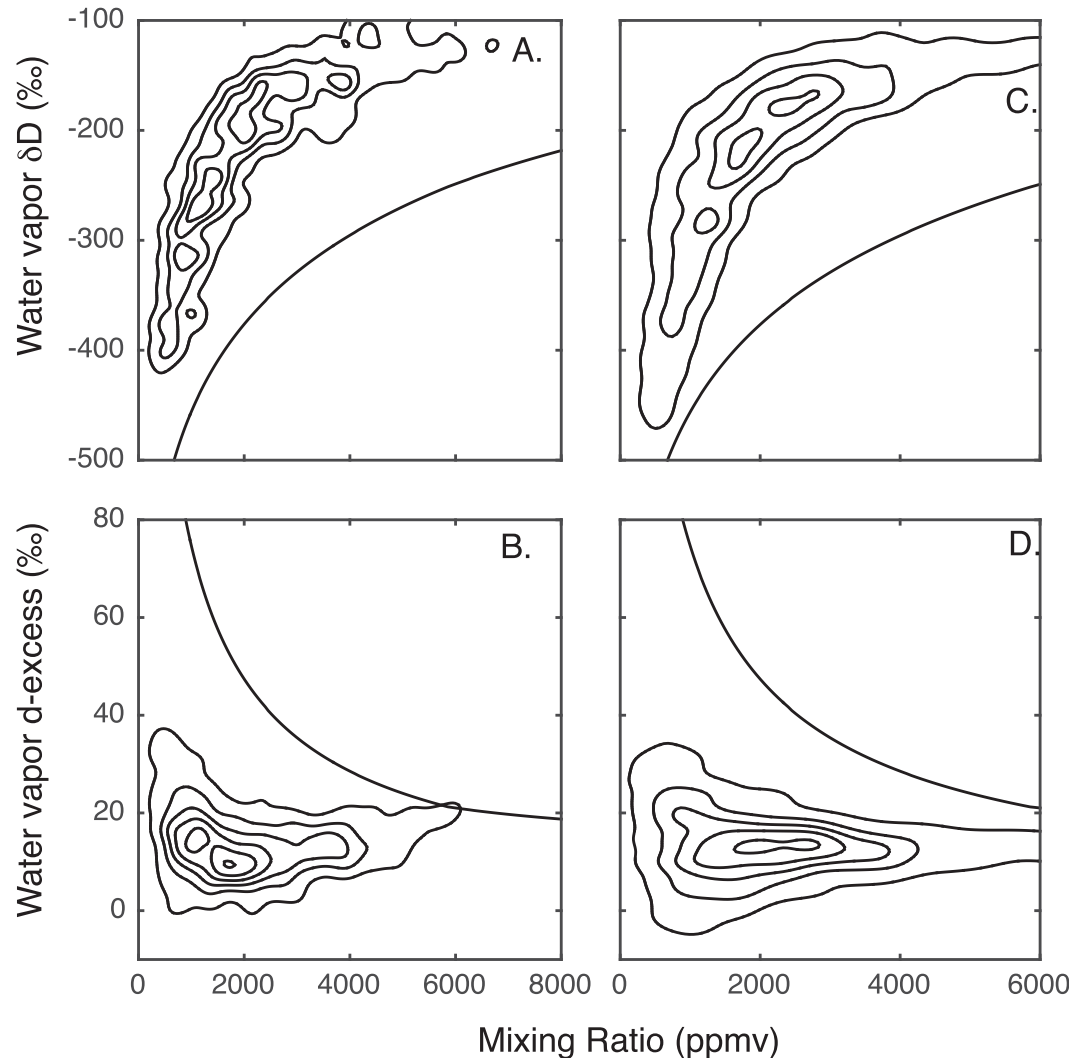 -100
-200
-300
-400
-500
Water vapor δD (‰)
A.
C.
80
60
40
20
0
Water vapor d-excess (‰)
B.
D.
0 2000 4000 6000 8000 0 2000 4000 6000
Mixing Ratio (ppmv)